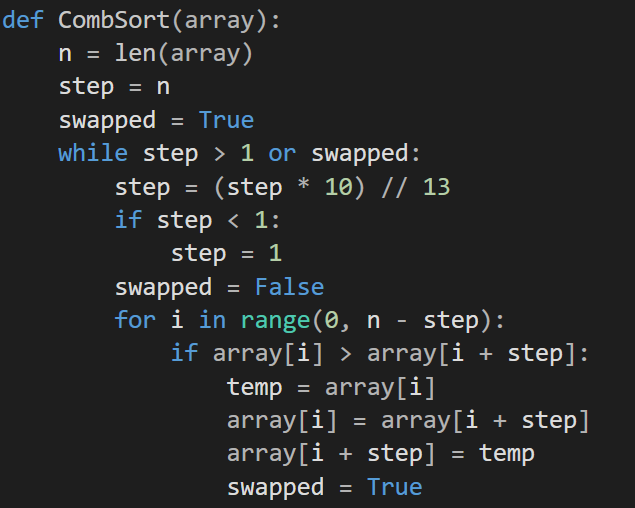 def CombSort(array):
    n = len(array)
    step = n
    swapped = True
    while step > 1 or swapped:
        step = (step * 10) // 13
        if step < 1:
            step = 1
        swapped = False
        for i in range(0, n - step):
            if array[i] > array[i + step]:
                temp = array[i]
                array[i] = array[i + step]
                array[i + step] = temp
                swapped = True